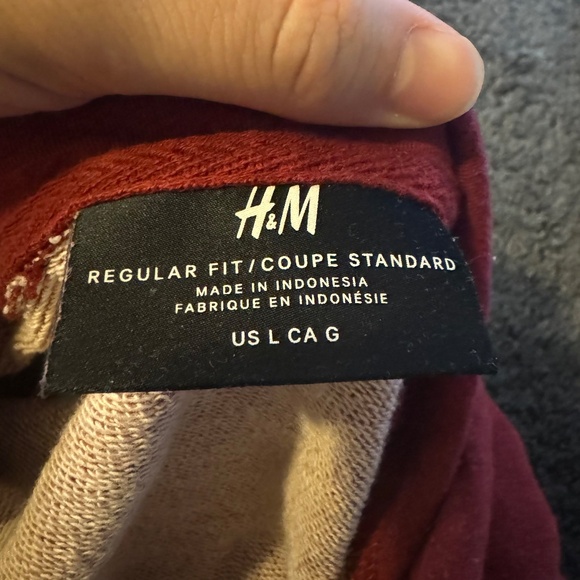 H&M
REGULAR FIT/COUPE STANDARD
MADE IN INDONESIA
FABRIQUE EN INDONÉSIE
US L CA G